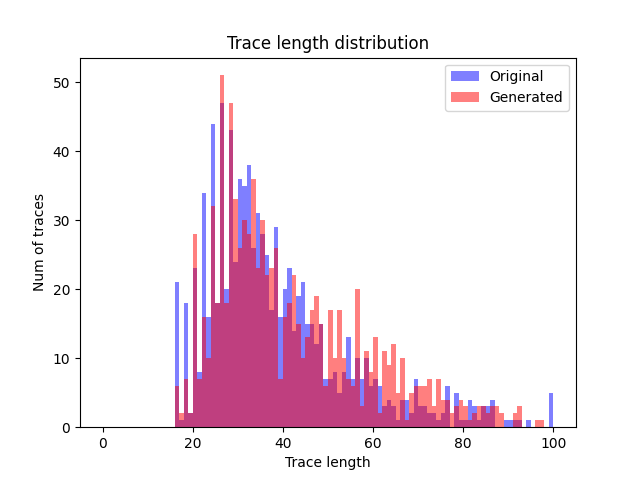 Trace length distribution
Original
Generated
Num of traces
50
40
30
20
10
0
0 20 40 60 80 100
Trace length